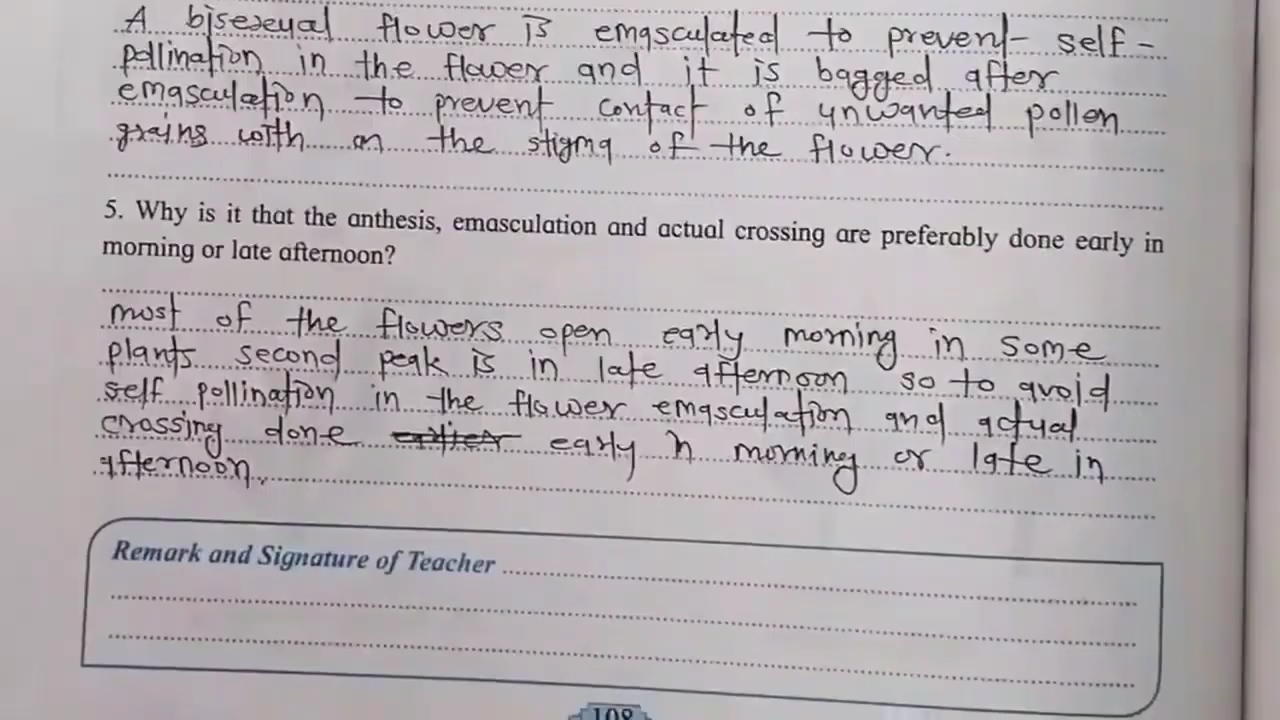 A bisexual flower is emasculated to prevent self-
pollination in the flower and it is bagged after
emasculation to prevent contact of unwanted pollen
grains with on the stigma of the flower.
5. Why is it that the anthesis, emasculation and actual crossing are preferably done early in
morning or late afternoon?
most of the flowers open early morning in some
plants second peak is in late afternoon so to avoid
self pollination in the flower emasculation and actual
crossing done earlier early in morning or late in
afternoon.
Remark and Signature of Teacher
108